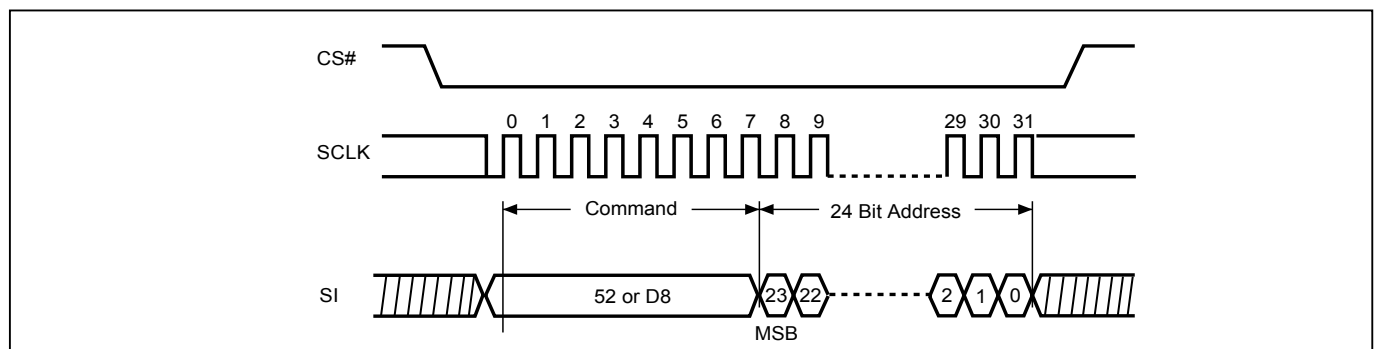 CS#
0 1 2 3 4 5 6 7 8 9 29 30 31
SCLK
Command 24 Bit Address
SI 52 or D8 23 22 2 1 0
MSB